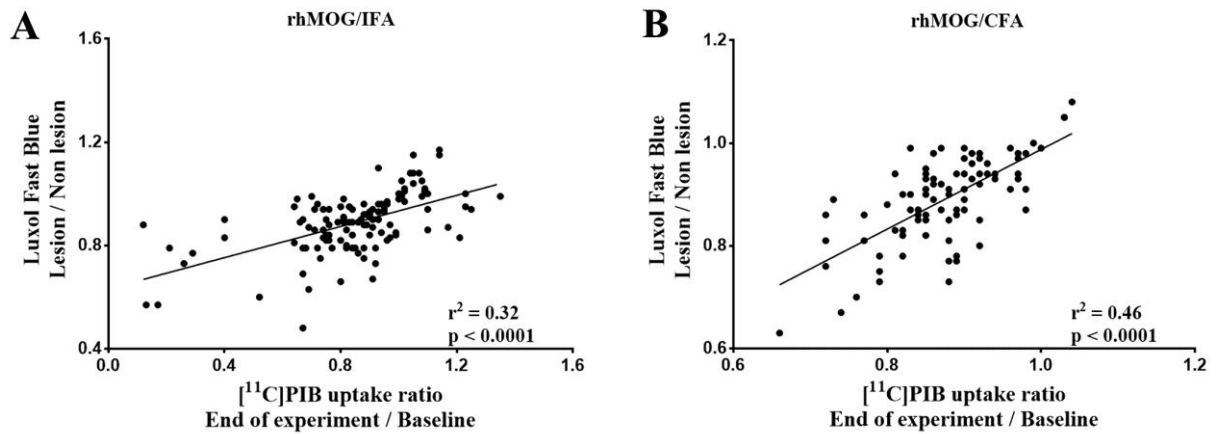 A
rhMOG/IFA
Luxol Fast Blue
Lesion / Non lesion
1.6
1.2
0.8
0.4
r² = 0.32
p < 0.0001
0.0
0.4
0.8
1.2
1.6
[¹¹C]PIB uptake ratio
End of experiment / Baseline
B
rhMOG/CFA
Luxol Fast Blue
Lesion / Non lesion
1.2
1.0
0.8
0.6
r² = 0.46
p < 0.0001
0.6
0.8
1.0
1.2
[¹¹C]PIB uptake ratio
End of experiment / Baseline